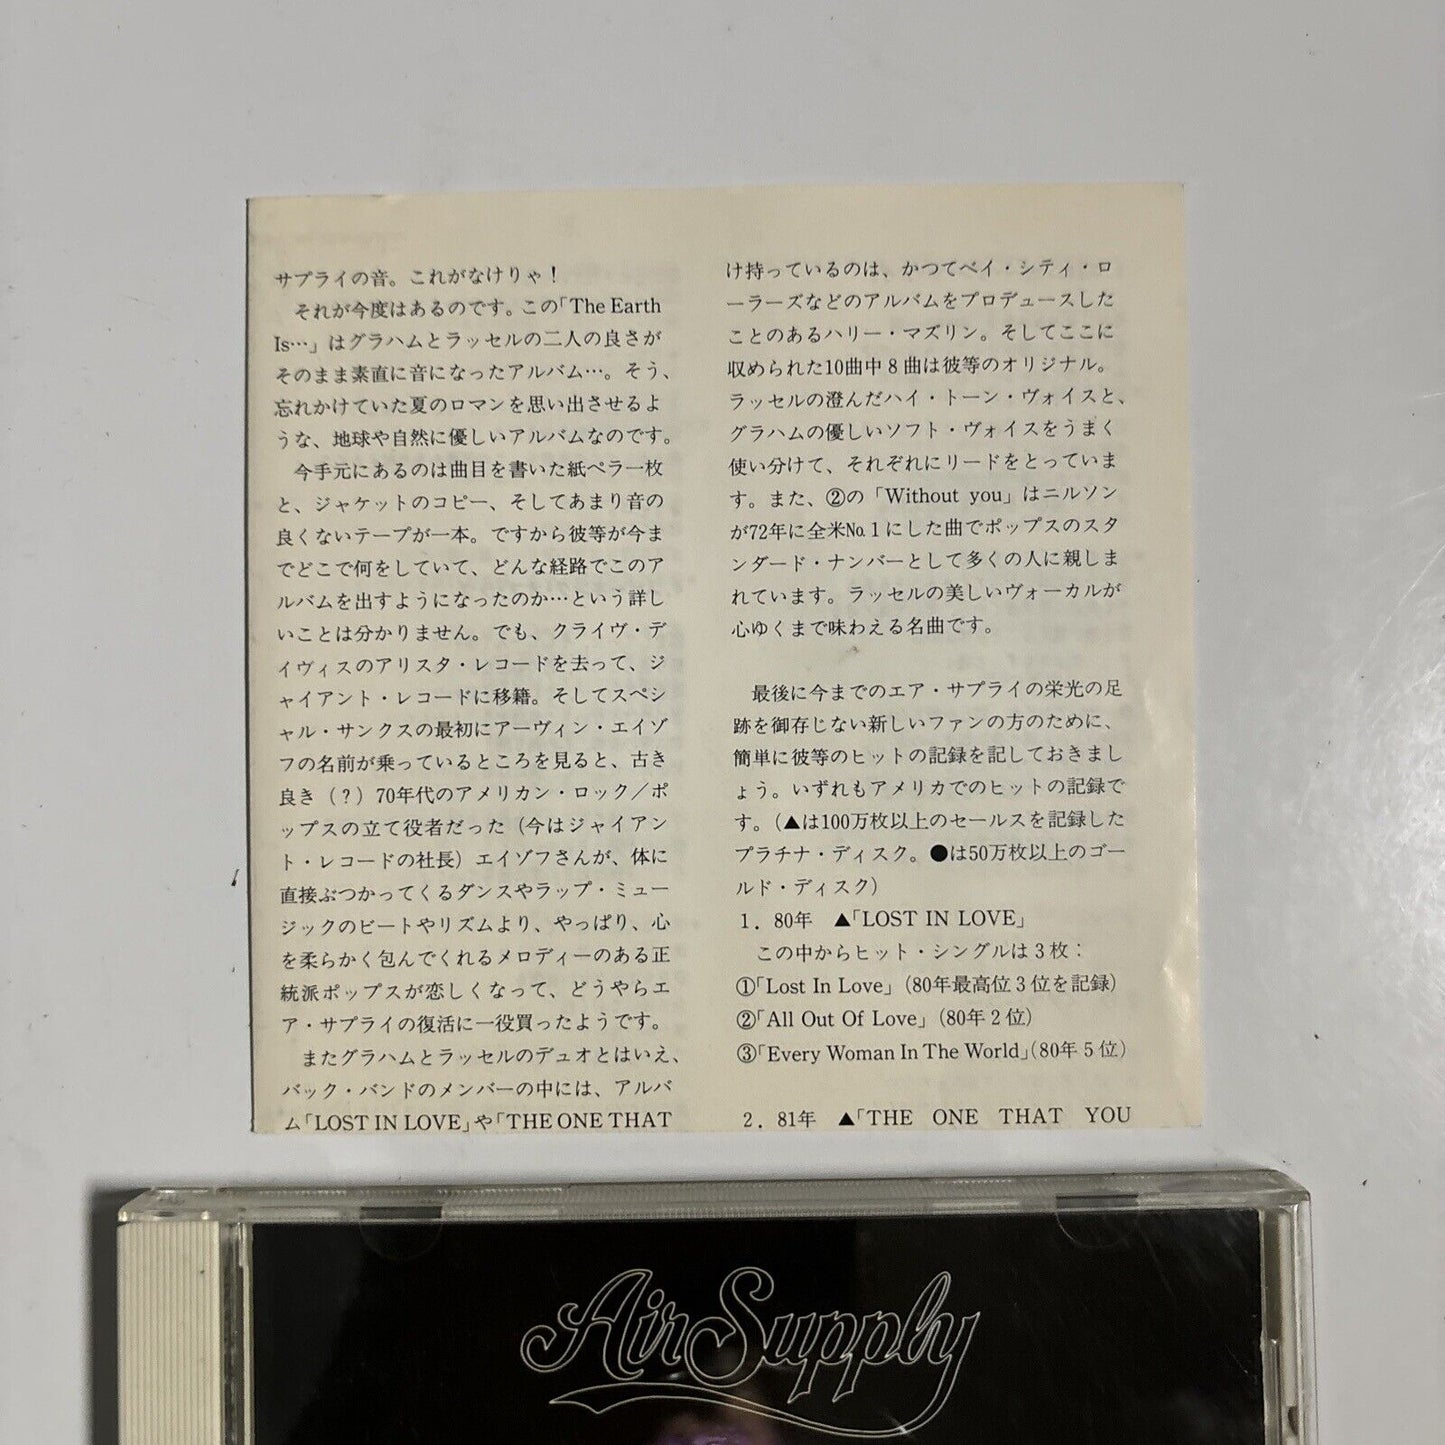 サプライの音。これがなけりゃ！
それが今度はあるのです。この「The Earth
Is…」はグラハムとラッセルの二人の良さが
そのまま素直に音になったアルバム…。そう、
忘れかけていた夏のロマンを思い出させるよ
うな、地球や自然に優しいアルバムなのです。
今手元にあるのは曲目を書いた紙ペラ一枚
と、ジャケットのコピー、そしてあまり音の
良くないテープが一本。ですから彼等が今ま
でどこで何をしていて、どんな経路でこのア
ルバムを出すようになったのか…という詳し
いことは分かりません。でも、クライヴ・デ
イヴィスのアリスタ・レコードを去って、ジ
ャイアント・レコードに移籍。そしてスペシ
ャル・サンクスの最初にアーヴィン・エイゾ
フの名前が乗っているところを見ると、古き
良き（？）70年代のアメリカン・ロック／ポ
ップスの立て役者だった（今はジャイアン
ト・レコードの社長）エイゾフさんが、体に
直接ぶつかってくるダンスやラップ・ミュー
ジックのビートやリズムより、やっぱり、心
を柔らかく包んでくれるメロディーのある正
統派ポップスが恋しくなって、どうやらエ
ア・サプライの復活に一役買ったようです。
またグラハムとラッセルのデュオとはいえ、
バック・バンドのメンバーの中には、アルバ
ム「LOST IN LOVE」や「THE ONE THAT
け持っているのは、かつてベイ・シティ・ロ
ーラーズなどのアルバムをプロデュースした
ことのあるハリー・マズリン。そしてここに
収められた10曲中８曲は彼等のオリジナル。
ラッセルの澄んだハイ・トーン・ヴォイスと、
グラハムの優しいソフト・ヴォイスをうまく
使い分けて、それぞれにリードをとっていま
す。また、②の「Without you」はニルソン
が72年に全米№１にした曲でポップスのスタ
ンダード・ナンバーとして多くの人に親しま
れています。ラッセルの美しいヴォーカルが
心ゆくまで味わえる名曲です。
最後に今までのエア・サプライの栄光の足
跡を御存じない新しいファンの方のために、
簡単に彼等のヒットの記録を記しておきまし
ょう。いずれもアメリカでのヒットの記録で
す。（▲は100万枚以上のセールスを記録した
プラチナ・ディスク。●は50万枚以上のゴー
ルド・ディスク）
1．80年　▲「LOST IN LOVE」
この中からヒット・シングルは３枚：
①「Lost In Love」（80年最高位３位を記録）
②「All Out Of Love」（80年２位）
③「Every Woman In The World」（80年５位）
2．81年　▲「THE ONE THAT YOU
Air Supply